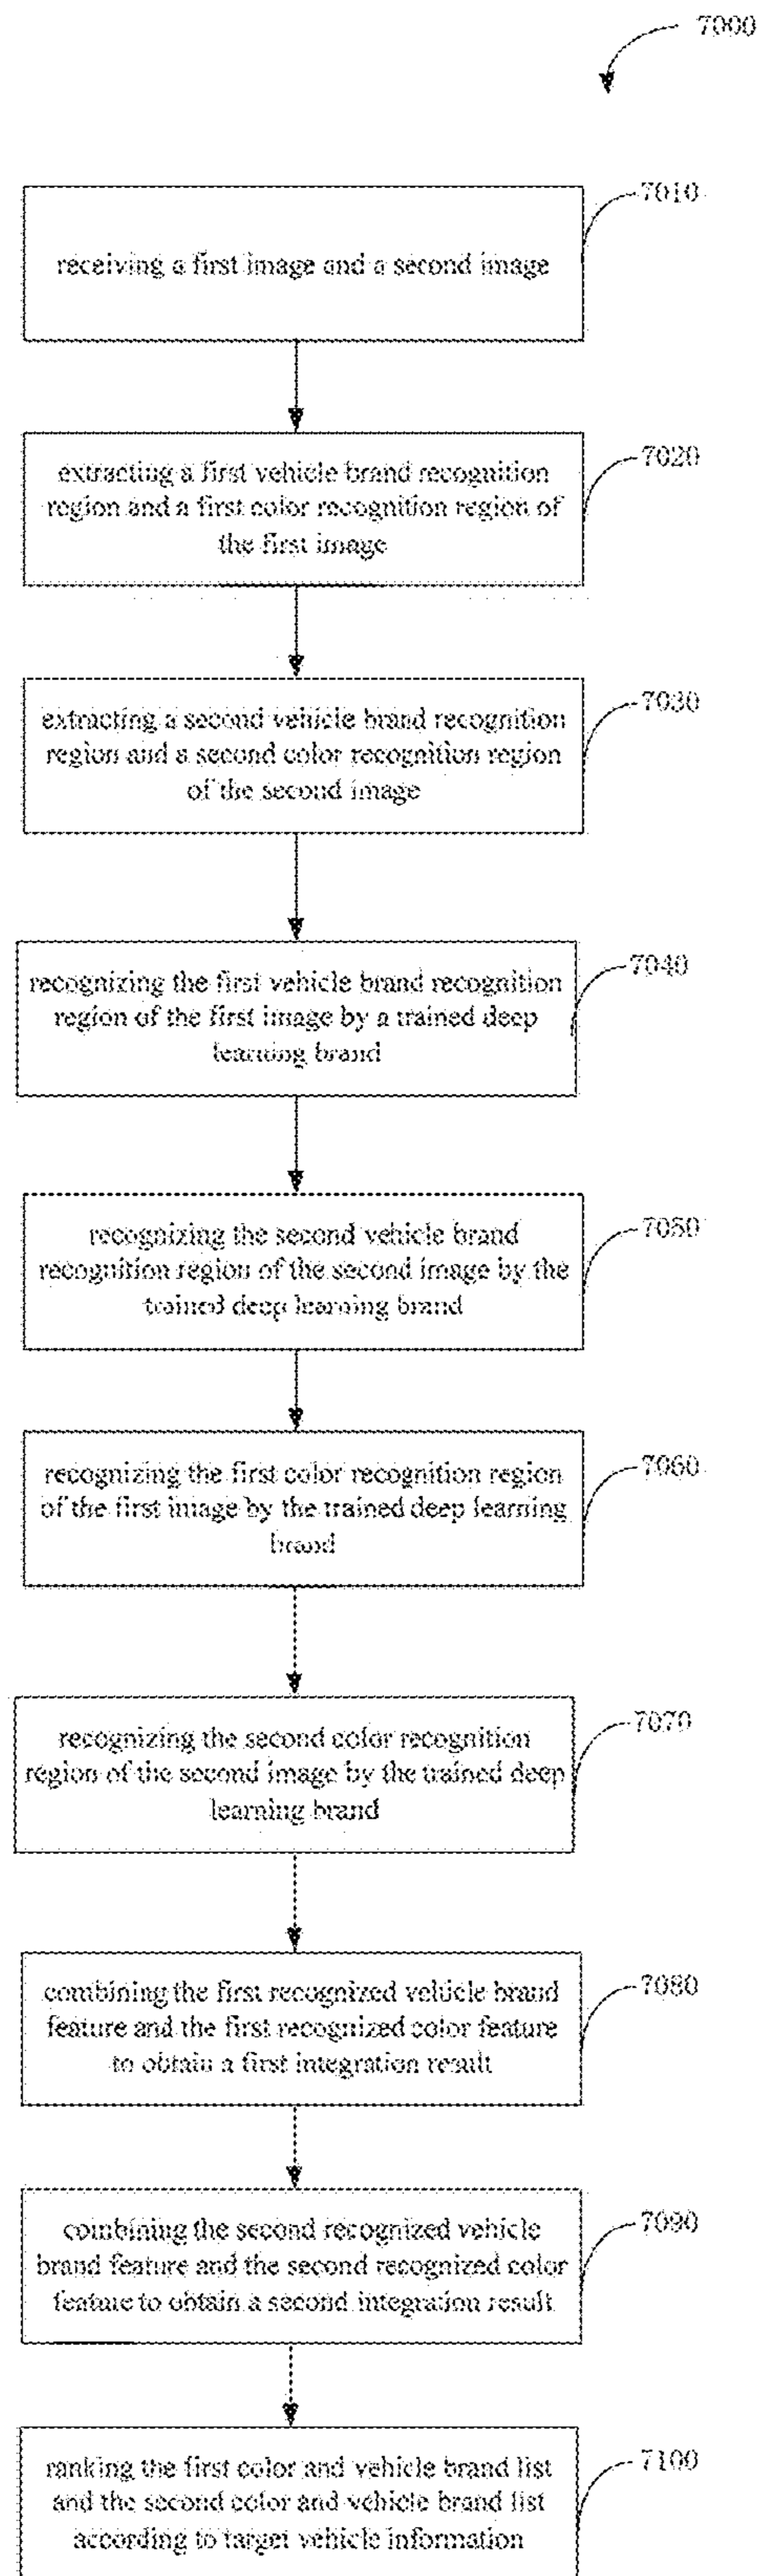 7000
7010
receiving a first image and a second image
7020
extracting a first vehicle brand recognition
region and a first color recognition region of
the first image
7030
extracting a second vehicle brand recognition
region and a second color recognition region
of the second image
7040
recognizing the first vehicle brand recognition
region of the first image by a trained deep
learning brand
7050
recognizing the second vehicle brand
recognition region of the second image by the
trained deep learning brand
7060
recognizing the first color recognition region
of the first image by the trained deep learning
brand
7070
recognizing the second color recognition
region of the second image by the trained deep
learning brand
7080
combining the first recognized vehicle brand
feature and the first recognized color feature
to obtain a first integration result
7090
combining the second recognized vehicle
brand feature and the second recognized color
feature to obtain a second integration result
7100
ranking the first color and vehicle brand list
and the second color and vehicle brand list
according to target vehicle information